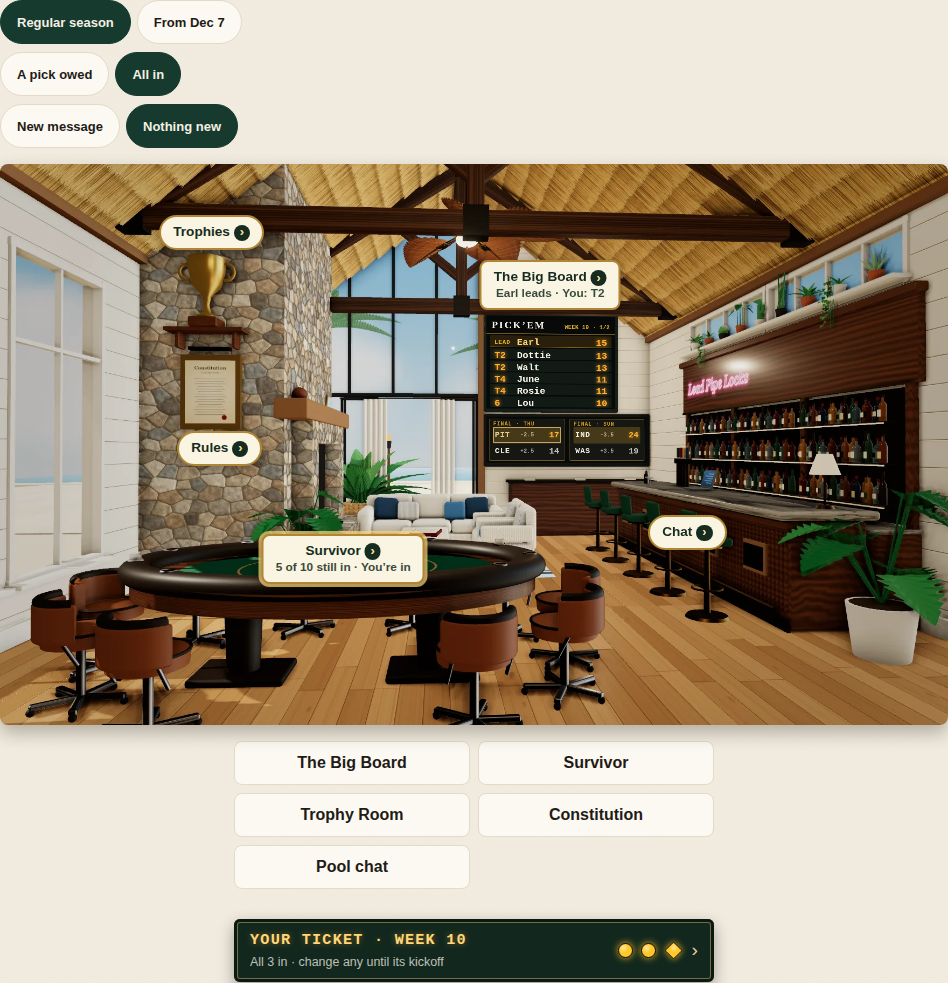 Regular season
From Dec 7
A pick owed
All in
New message
Nothing new
Trophies
The Big Board
Earl leads · You: T2
PICK'EM WEEK 10 · 1/2
LEAD Earl 15
T2 Dottie 13
T2 Walt 13
T4 June 11
T4 Rosie 11
6 Lou 10
Constitution
Lead Pipe Locks
FINAL · THU
PIT -2.5 17
CLE +2.5 14
FINAL · SUN
IND -3.5 24
WAS +3.5 19
Rules
Chat
Survivor
5 of 10 still in · You're in
The Big Board
Survivor
Trophy Room
Constitution
Pool chat
YOUR TICKET · WEEK 10
All 3 in · change any until its kickoff